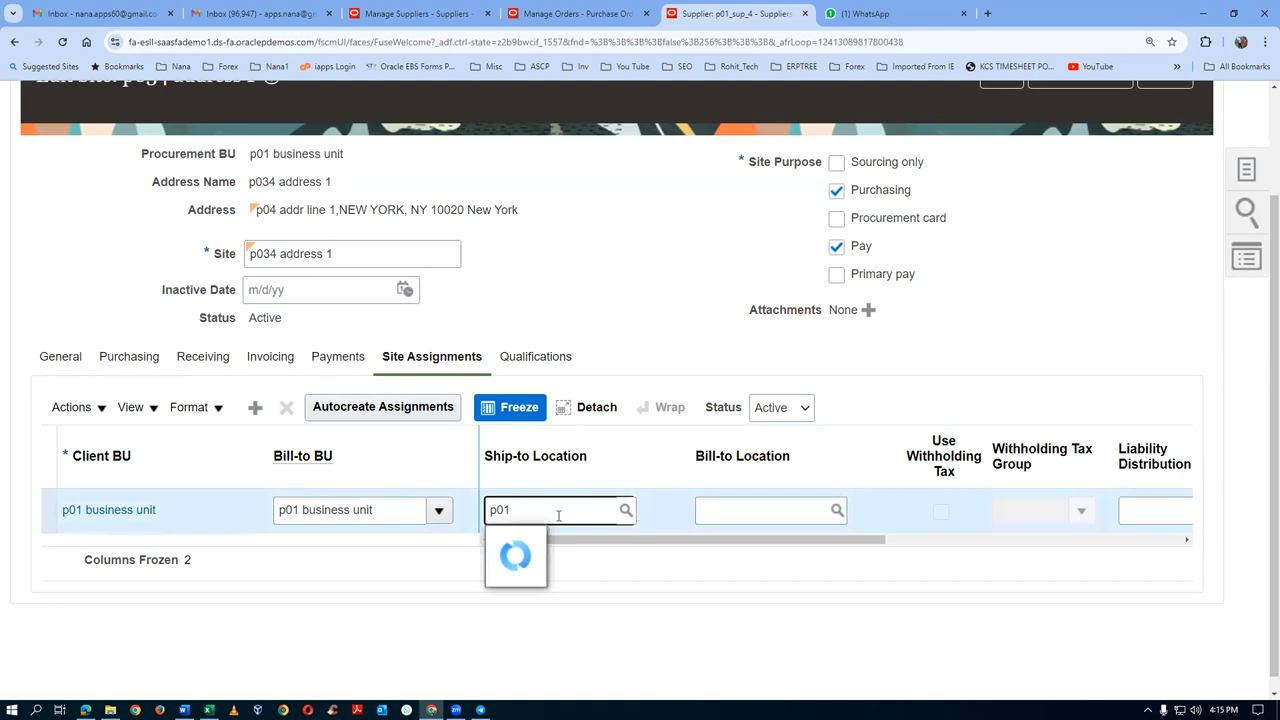 Inbox - apps60@gmail.com
Inbox (96,947) - apps.nana@g
Manage Suppliers - Suppliers -
Manage Orders - Purchase Ord
Supplier: p01_sup_4 - Suppliers
(1) WhatsApp
fa-esll-saasfademo1.ds-fa.oraclepdemos.com/fscmUI/faces/FuseWelcome?_adf.ctrl-state=z2b9bwcif_1557&fnd=%3B%3B%3B%3Bfalse%3B256%3B%3B%3B&_afrLoop=12413089817800438
Suggested Sites
Bookmarks
Nana
Forex
Nana1
iapps Login
Oracle EBS Forms P...
Misc
ASCP
Inv
You Tube
SEO
Rohit_Tech
ERPTREE
Forex
Imported From IE
KCS TIMESHEET PO...
YouTube
All Bookmarks
Procurement BU p01 business unit
Address Name p034 address 1
Address p04 addr line 1,NEW YORK, NY 10020 New York
* Site p034 address 1
Inactive Date m/d/yy
Status Active
* Site Purpose Sourcing only
Purchasing
Procurement card
Pay
Primary pay
Attachments None
General Purchasing Receiving Invoicing Payments Site Assignments Qualifications
Actions View Format Autocreate Assignments Freeze Detach Wrap Status Active
* Client BU
Bill-to BU
Ship-to Location
Bill-to Location
Use
Withholding
Tax
Withholding Tax
Group
Liability
Distribution
p01 business unit
p01 business unit
p01
Columns Frozen 2
4:15 PM